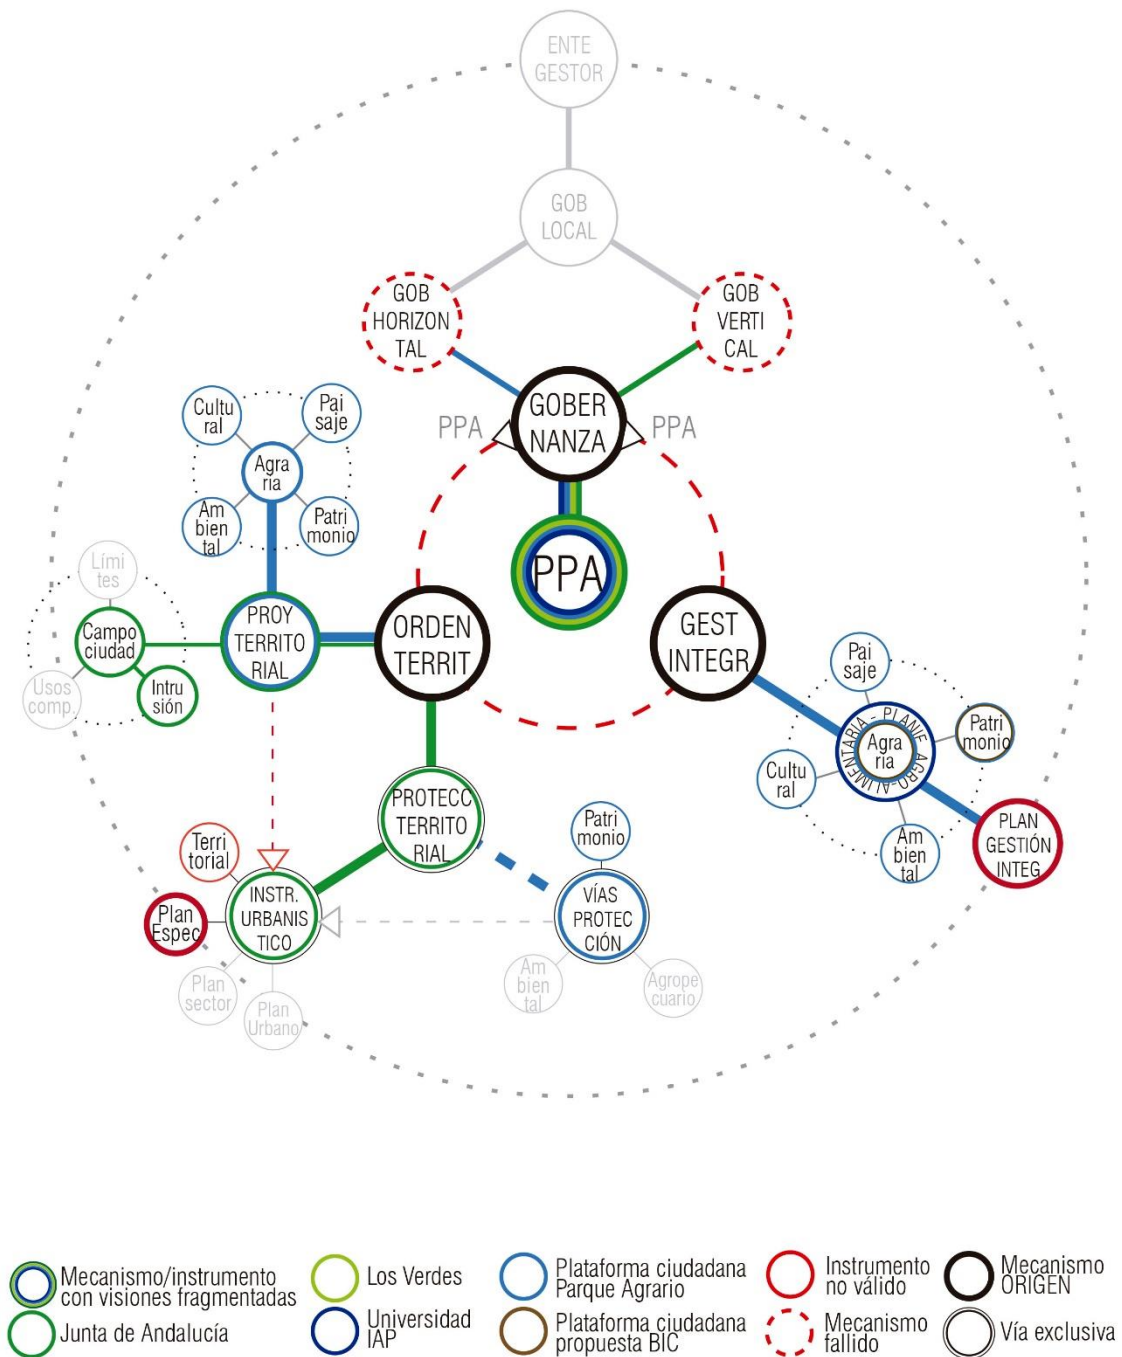 ENTE
GESTOR
GOB
LOCAL
GOB
HORIZON
TAL
GOB
VERTI
CAL
GOBER
NANZA
PPA
PPA
PPA
Cultu
ral
Pai
saje
Agra
ria
Am
bien
tal
Patri
monio
Lími
tes
Campo
ciudad
Usos
comp.
Intru
sión
PROY
TERRITO
RIAL
ORDEN
TERRIT
GEST
INTEGR
Pai
saje
PLANIF AGRO-ALIMENTARIA -
Agra
ria
Patri
monio
Cultu
ral
Am
bien
tal
PLAN
GESTIÓN
INTEG
PROTECC
TERRITO
RIAL
Patri
monio
VÍAS
PROTEC
CIÓN
Am
bien
tal
Agrope
cuario
Terri
torial
Plan
Espec
INSTR.
URBANIS
TICO
Plan
sector
Plan
Urbano
Mecanismo/instrumento
con visiones fragmentadas
Junta de Andalucía
Los Verdes
Universidad
IAP
Plataforma ciudadana
Parque Agrario
Plataforma ciudadana
propuesta BIC
Instrumento
no válido
Mecanismo
fallido
Mecanismo
ORIGEN
Vía exclusiva